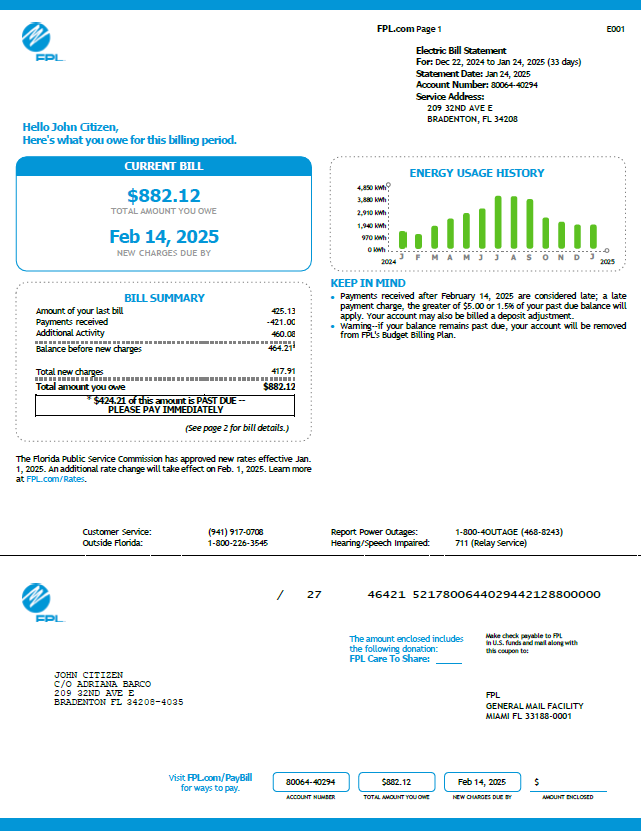 FPL.com Page 1
E001
FPL
Electric Bill Statement
For: Dec 22, 2024 to Jan 24, 2025 (33 days)
Statement Date: Jan 24, 2025
Account Number: 80064-40294
Service Address:
209 32ND AVE E
BRADENTON, FL 34208
Hello John Citizen,
Here's what you owe for this billing period.
CURRENT BILL
$882.12
TOTAL AMOUNT YOU OWE
Feb 14, 2025
NEW CHARGES DUE BY
BILL SUMMARY
Amount of your last bill 425.13
Payments received -421.00
Additional Activity 460.08
Balance before new charges 464.21*
Total new charges 417.91
Total amount you owe $882.12
* $424.21 of this amount is PAST DUE --
PLEASE PAY IMMEDIATELY
(See page 2 for bill details.)
ENERGY USAGE HISTORY
4,850 kWh
3,880 kWh
2,910 kWh
1,940 kWh
970 kWh
0 kWh
J F M A M J J A S O N D J
2024 2025
KEEP IN MIND
• Payments received after February 14, 2025 are considered late; a late
payment charge, the greater of $5.00 or 1.5% of your past due balance will
apply. Your account may also be billed a deposit adjustment.
• Warning--if your balance remains past due, your account will be removed
from FPL's Budget Billing Plan.
The Florida Public Service Commission has approved new rates effective Jan.
1, 2025. An additional rate change will take effect on Feb. 1, 2025. Learn more
at FPL.com/Rates.
Customer Service: (941) 917-0708
Outside Florida: 1-800-226-3545
Report Power Outages: 1-800-4OUTAGE (468-8243)
Hearing/Speech Impaired: 711 (Relay Service)
FPL
/ 27 46421 5217800644029442128800000
The amount enclosed includes
the following donation:
FPL Care To Share: ____
Make check payable to FPL
in U.S. funds and mail along with
this coupon to:
JOHN CITIZEN
C/O ADRIANA BARCO
209 32ND AVE E
BRADENTON FL 34208-4035
FPL
GENERAL MAIL FACILITY
MIAMI FL 33188-0001
Visit FPL.com/PayBill
for ways to pay.
80064-40294
ACCOUNT NUMBER
$882.12
TOTAL AMOUNT YOU OWE
Feb 14, 2025
NEW CHARGES DUE BY
$
AMOUNT ENCLOSED